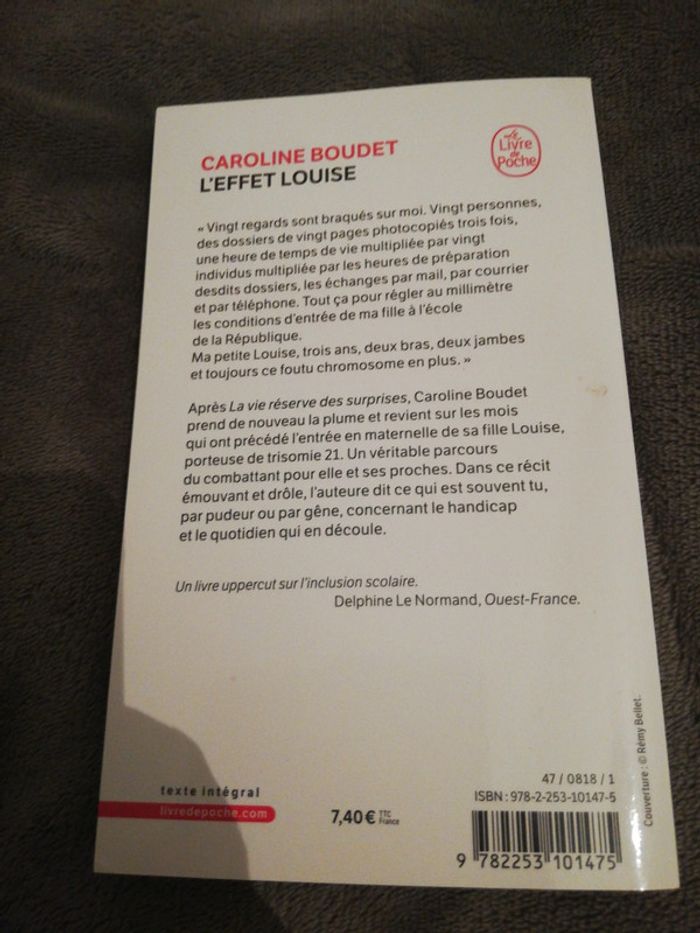 CAROLINE BOUDET
L'EFFET LOUISE
Le
Livre
de
Poche
« Vingt regards sont braqués sur moi. Vingt personnes,
des dossiers de vingt pages photocopiés trois fois,
une heure de temps de vie multipliée par vingt
individus multipliée par les heures de préparation
desdits dossiers, les échanges par mail, par courrier
et par téléphone. Tout ça pour régler au millimètre
les conditions d'entrée de ma fille à l'école
de la République.
Ma petite Louise, trois ans, deux bras, deux jambes
et toujours ce foutu chromosome en plus. »
Après La vie réserve des surprises, Caroline Boudet
prend de nouveau la plume et revient sur les mois
qui ont précédé l'entrée en maternelle de sa fille Louise,
porteuse de trisomie 21. Un véritable parcours
du combattant pour elle et ses proches. Dans ce récit
émouvant et drôle, l'auteure dit ce qui est souvent tu,
par pudeur ou par gêne, concernant le handicap
et le quotidien qui en découle.
Un livre uppercut sur l'inclusion scolaire.
Delphine Le Normand, Ouest-France.
texte intégral
livredepoche.com
7,40 € TTC
France
47 / 0818 / 1
ISBN : 978-2-253-10147-5
9 782253 101475
Couverture : © Rémy Bellet.